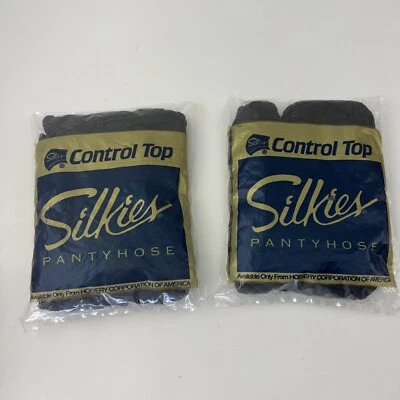 Control Top
Silkies
PANTYHOSE
Available Only From HOSIERY CORPORATION OF AMERICA
Silkies
Control Top
Silkies
PANTYHOSE
Available Only From HOSIERY CORPORATION OF AMERICA